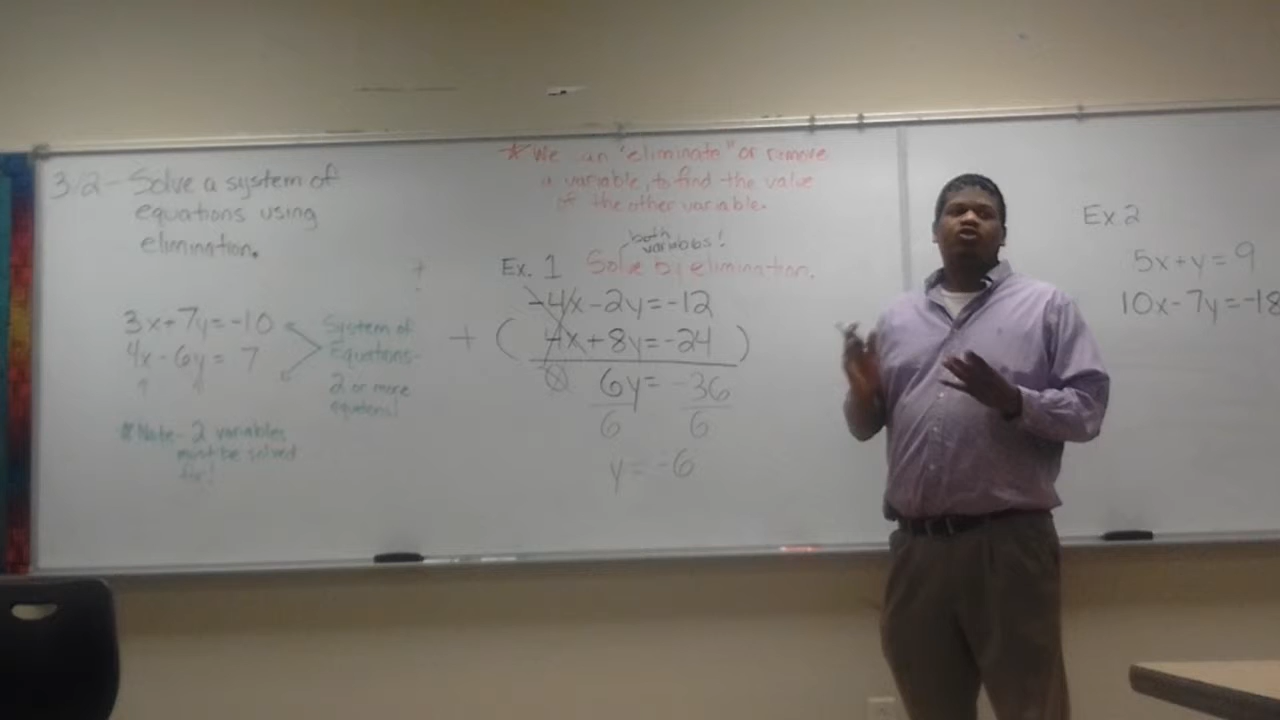 3.2 - Solve a system of
equations using
elimination.
3x+7y=-10
4x-6y=7
System of
Equations-
2 or more
equations!
*Note- 2 variables
must be solved
for!
*We can "eliminate" or remove
a variable, to find the value
of the other variable.
both
variables!
Ex. 1 Solve by elimination.
-4x-2y=-12
+ (4x+8y=-24)
6y=-36
6 6
y=-6
Ex.2
5x+y=9
10x-7y=-18